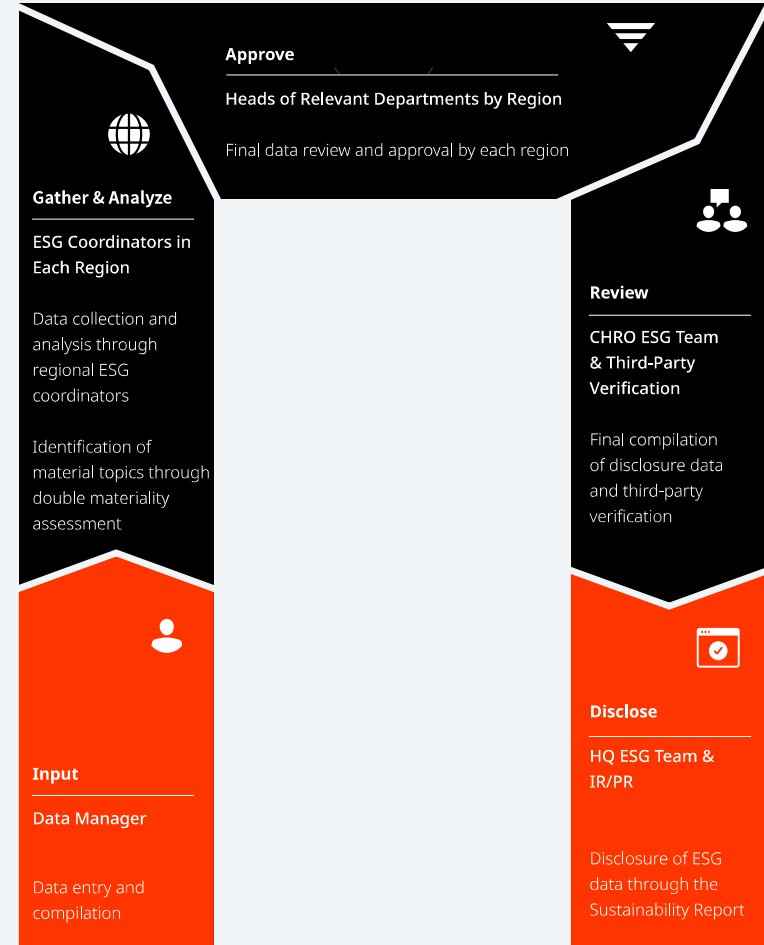 Approve
Heads of Relevant Departments by Region
Final data review and approval by each region
Gather & Analyze
ESG Coordinators in
Each Region
Data collection and
analysis through
regional ESG
coordinators
Identification of
material topics through
double materiality
assessment
Input
Data Manager
Data entry and
compilation
Review
CHRO ESG Team
& Third-Party
Verification
Final compilation
of disclosure data
and third-party
verification
Disclose
HQ ESG Team &
IR/PR
Disclosure of ESG
data through the
Sustainability Report